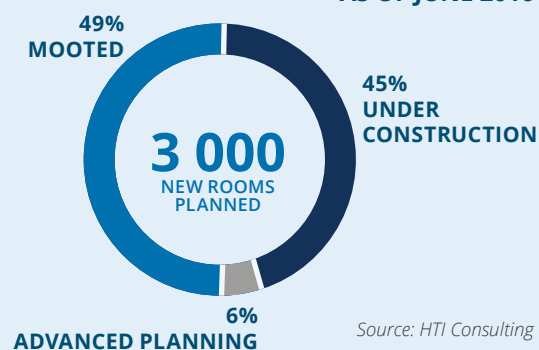 49%
MOOTED
45%
UNDER
CONSTRUCTION
3 000
NEW ROOMS
PLANNED
6%
ADVANCED PLANNING
Source: HTI Consulting